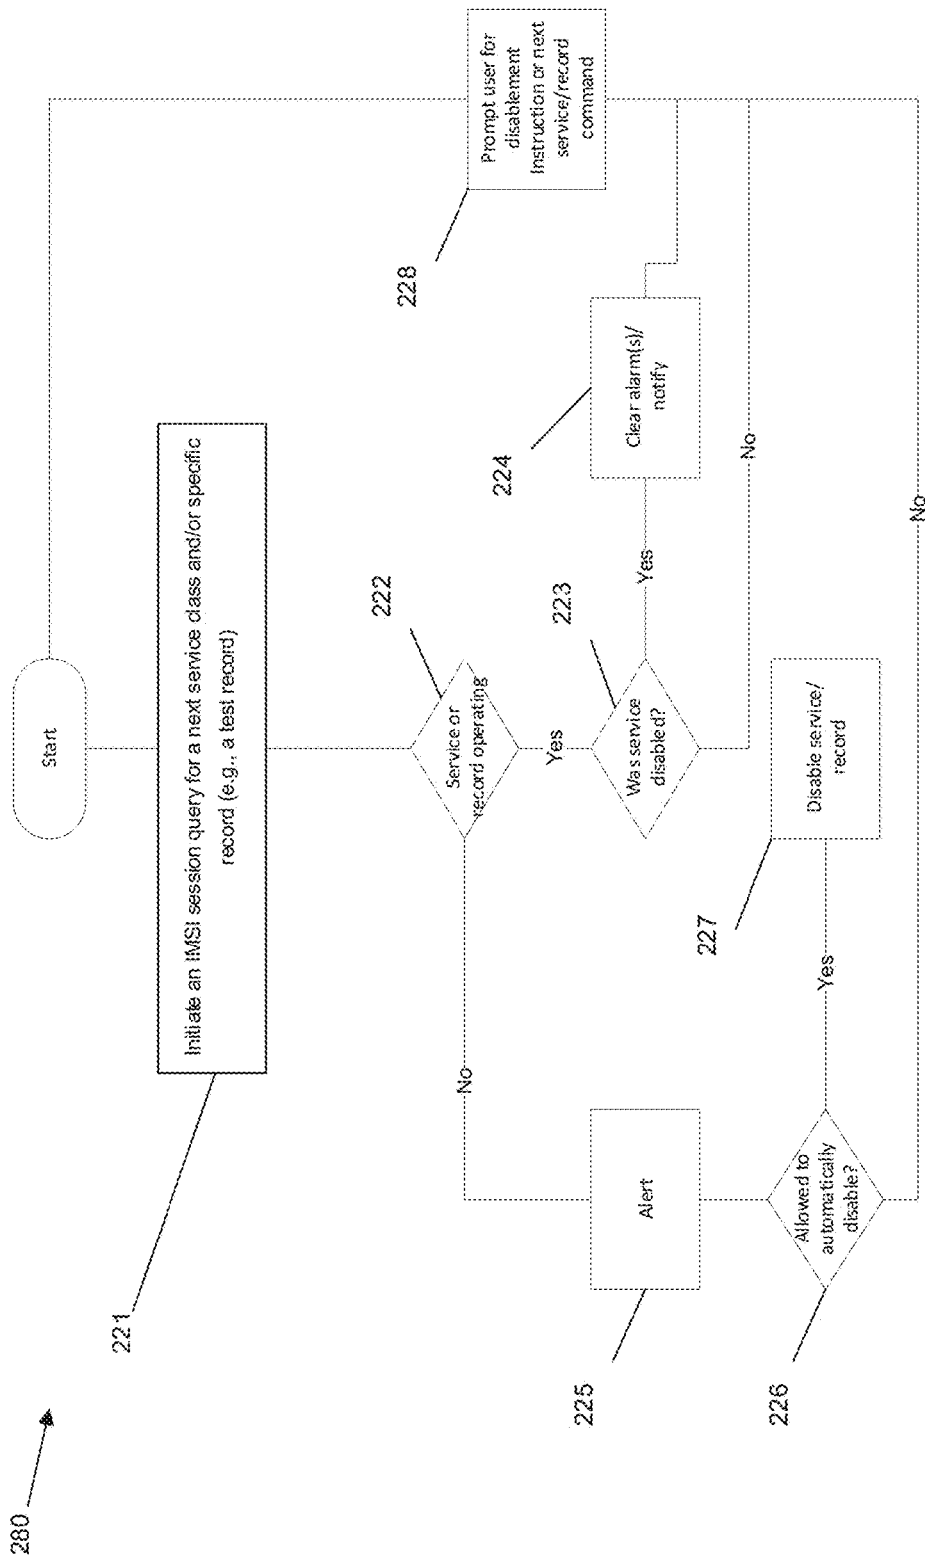 280
Start
221
Initiate an IMSI session query for a next service class and/or specific
record (e.g., a test record)
222
Service or
record operating
No
Yes
223
Was service
disabled?
Yes
No
224
Clear alarm(s)/
notify
225
Alert
226
Allowed to
automatically
disable?
Yes
No
227
Disable service/
record
228
Prompt user for
disablement
Instruction or next
service/record
command